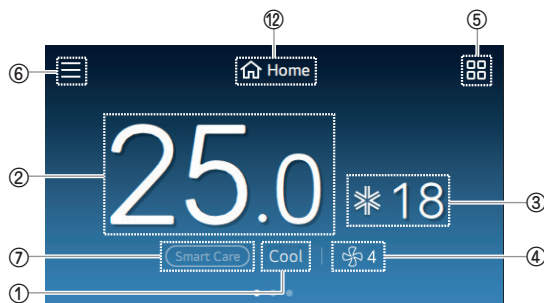 ⑫ ⑤
⑥ Home
② 25.0
18 ③
⑦ Smart Care Cool 4 ④
①